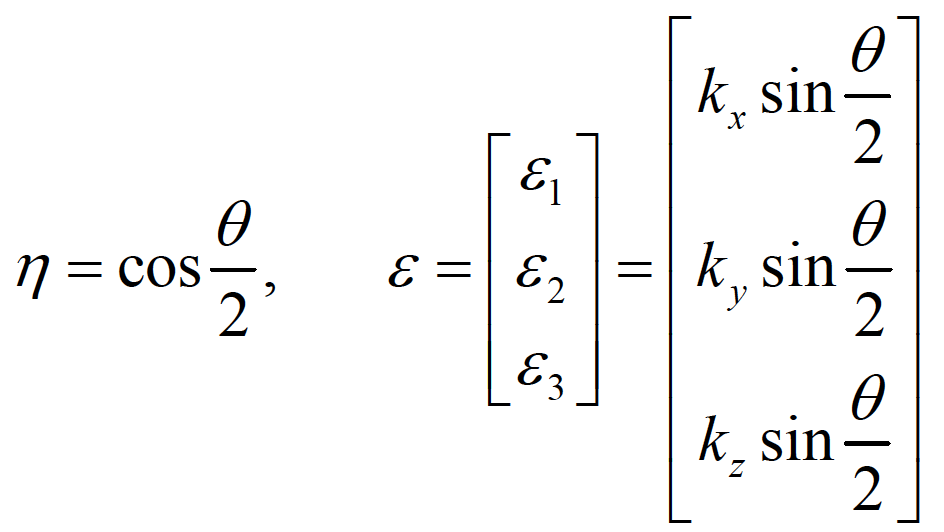 η = cos θ/2, ε = [ε₁ ε₂ ε₃] = [kₓ sin θ/2 k_y sin θ/2 k_z sin θ/2]